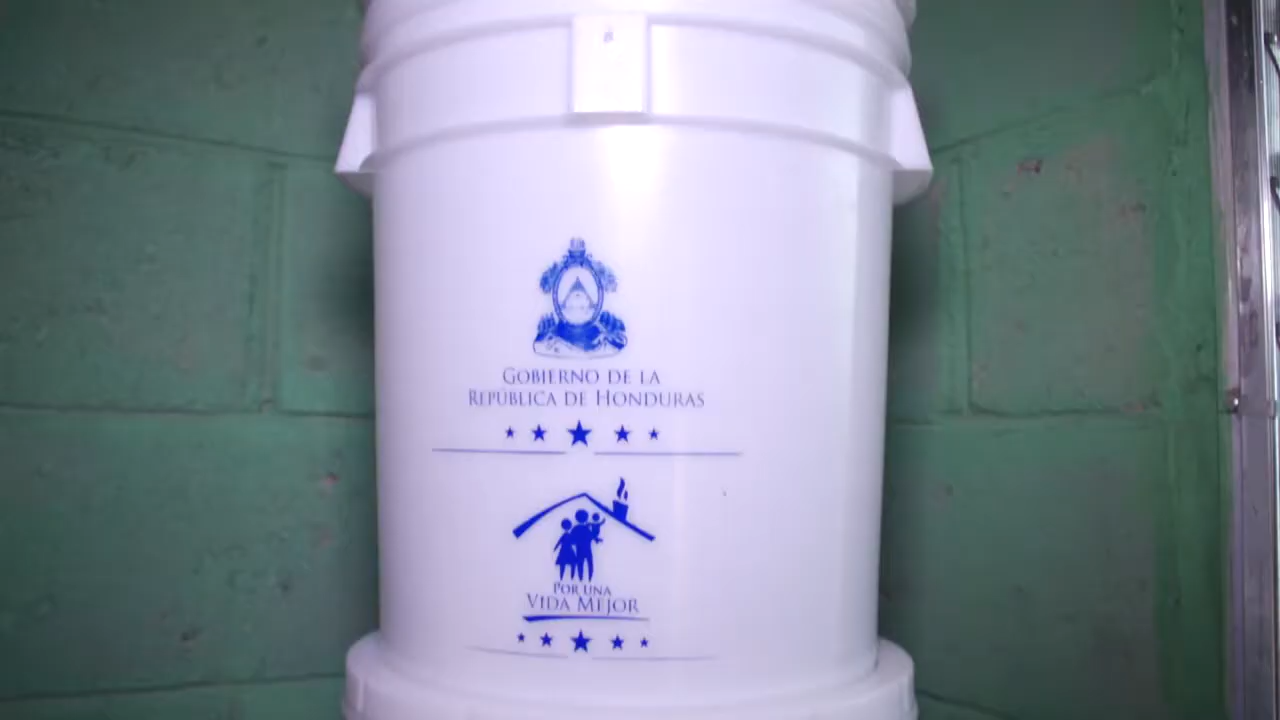 GOBIERNO DE LA
REPÚBLICA DE HONDURAS
POR UNA
VIDA MEJOR